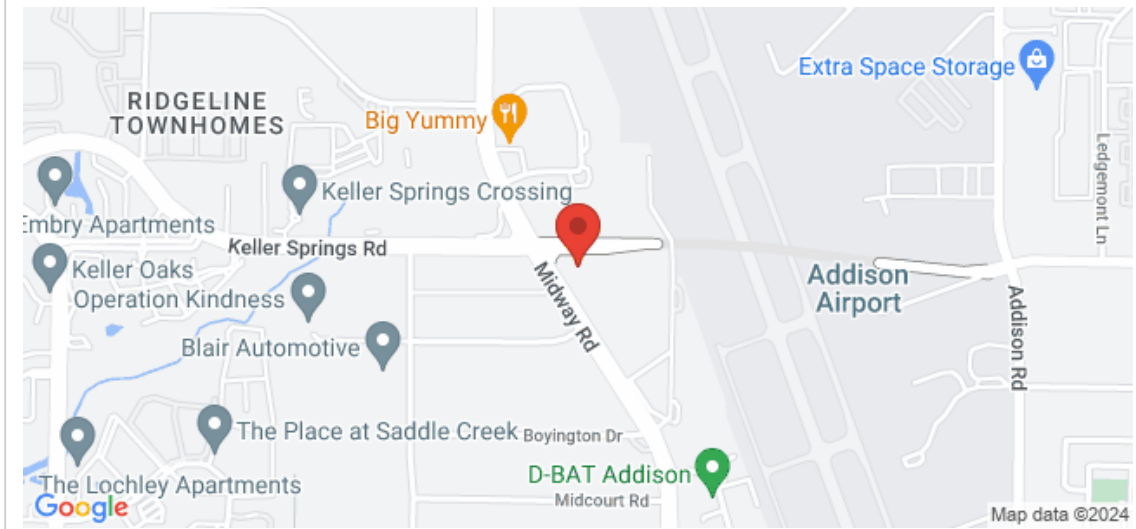 Extra Space Storage
RIDGELINE
TOWNHOMES
Big Yummy
Ledgemont Ln
Keller Springs Crossing
Embry Apartments
Keller Springs Rd
Keller Oaks
Operation Kindness
Addison
Airport
Midway Rd
Addison Rd
Blair Automotive
The Place at Saddle Creek
Boyington Dr
D-BAT Addison
The Lochley Apartments
Midcourt Rd
Google
Map data ©2024